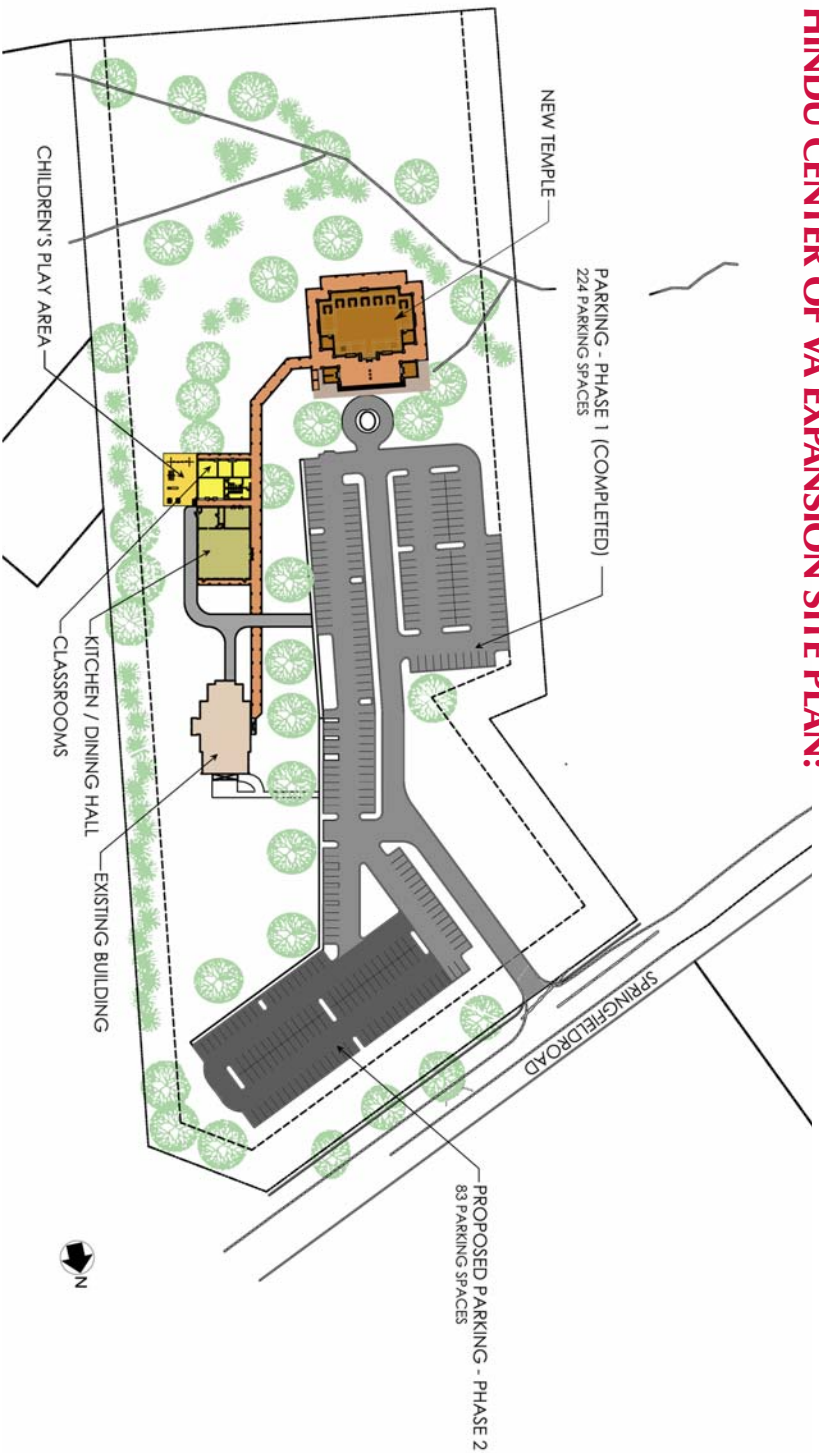 HINDU CENTER OF VA EXPANSION SITE PLAN:
PROPOSED PARKING - PHASE 2
83 PARKING SPACES
PARKING - PHASE 1 (COMPLETED)
224 PARKING SPACES
NEW TEMPLE
SPRINGFIELD ROAD
EXISTING BUILDING
KITCHEN / DINING HALL
CLASSROOMS
CHILDREN'S PLAY AREA
N